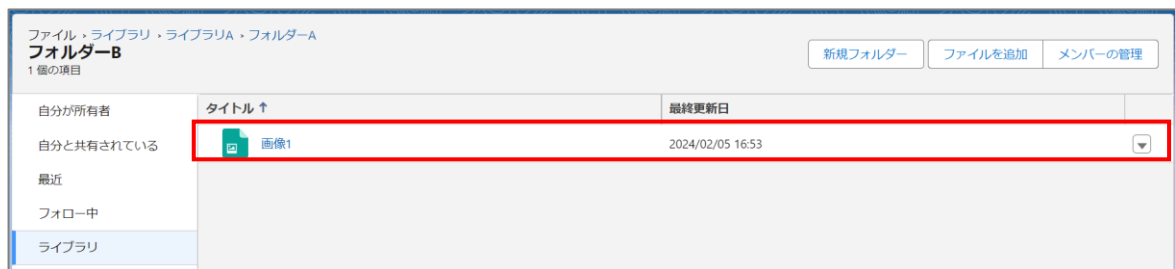 ファイル > ライブラリ > ライブラリA > フォルダーA
フォルダーB
1 個の項目
新規フォルダー
ファイルを追加
メンバーの管理
自分が所有者
自分と共有されている
最近
フォロー中
ライブラリ
タイトル ↑
最終更新日
画像1
2024/02/05 16:53